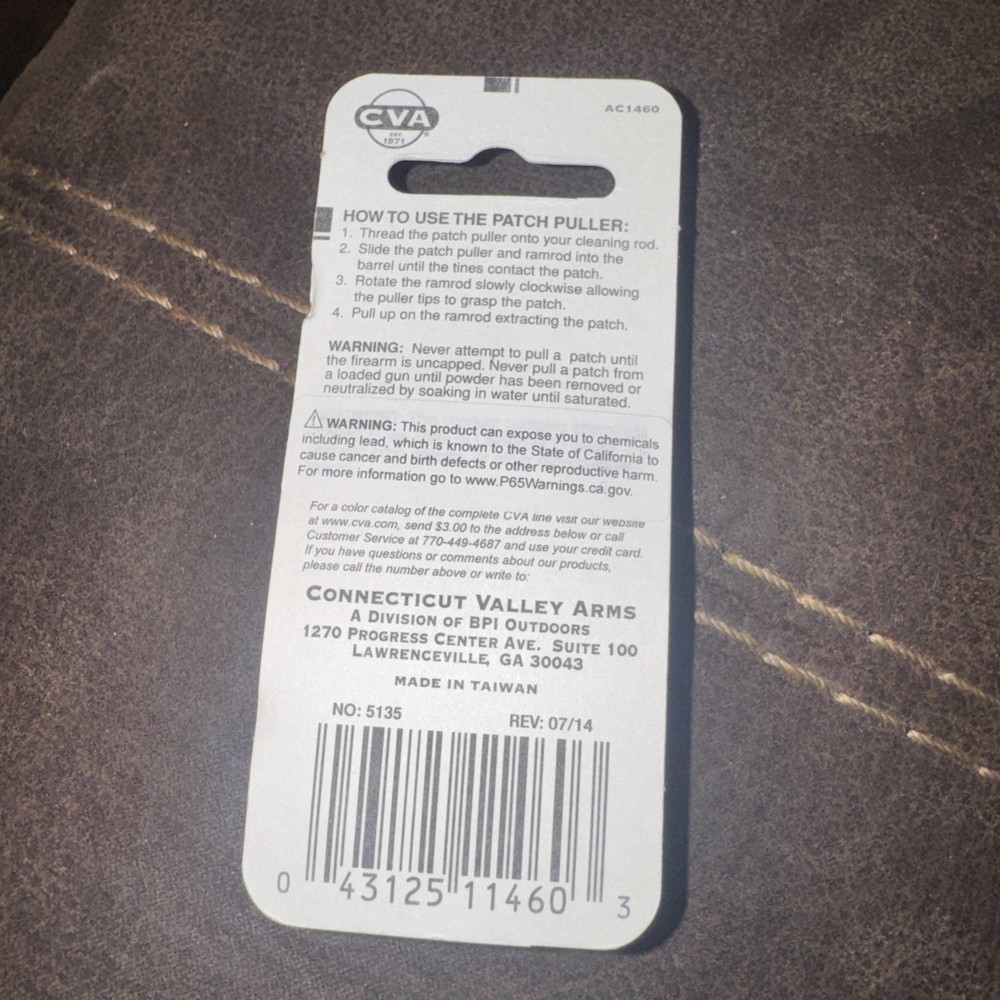 CVA
EST.
1971
AC1460
HOW TO USE THE PATCH PULLER:
1. Thread the patch puller onto your cleaning rod.
2. Slide the patch puller and ramrod into the
barrel until the tines contact the patch.
3. Rotate the ramrod slowly clockwise allowing
the puller tips to grasp the patch.
4. Pull up on the ramrod extracting the patch.
WARNING: Never attempt to pull a patch until
the firearm is uncapped. Never pull a patch from
a loaded gun until powder has been removed or
neutralized by soaking in water until saturated.
⚠ WARNING: This product can expose you to chemicals
including lead, which is known to the State of California to
cause cancer and birth defects or other reproductive harm.
For more information go to www.P65Warnings.ca.gov.
For a color catalog of the complete CVA line visit our website
at www.cva.com, send $3.00 to the address below or call
Customer Service at 770-449-4687 and use your credit card.
If you have questions or comments about our products,
please call the number above or write to:
CONNECTICUT VALLEY ARMS
A DIVISION OF BPI OUTDOORS
1270 PROGRESS CENTER AVE. SUITE 100
LAWRENCEVILLE, GA 30043
MADE IN TAIWAN
NO: 5135 REV: 07/14
0 43125 11460 3